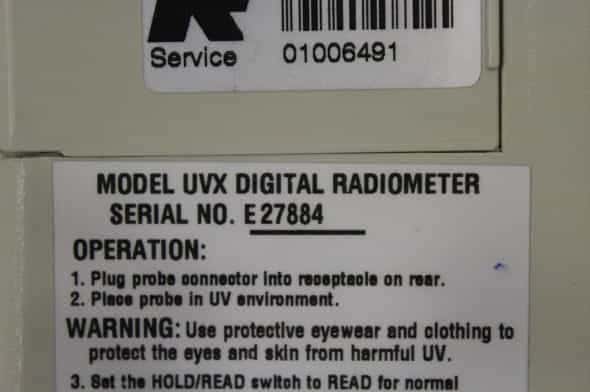 Service 01006491
MODEL UVX DIGITAL RADIOMETER
SERIAL NO. E 27884
OPERATION:
1. Plug probe connector into receptacle on rear.
2. Place probe in UV environment.
WARNING: Use protective eyewear and clothing to
protect the eyes and skin from harmful UV.
3. Set the HOLD/READ switch to READ for normal